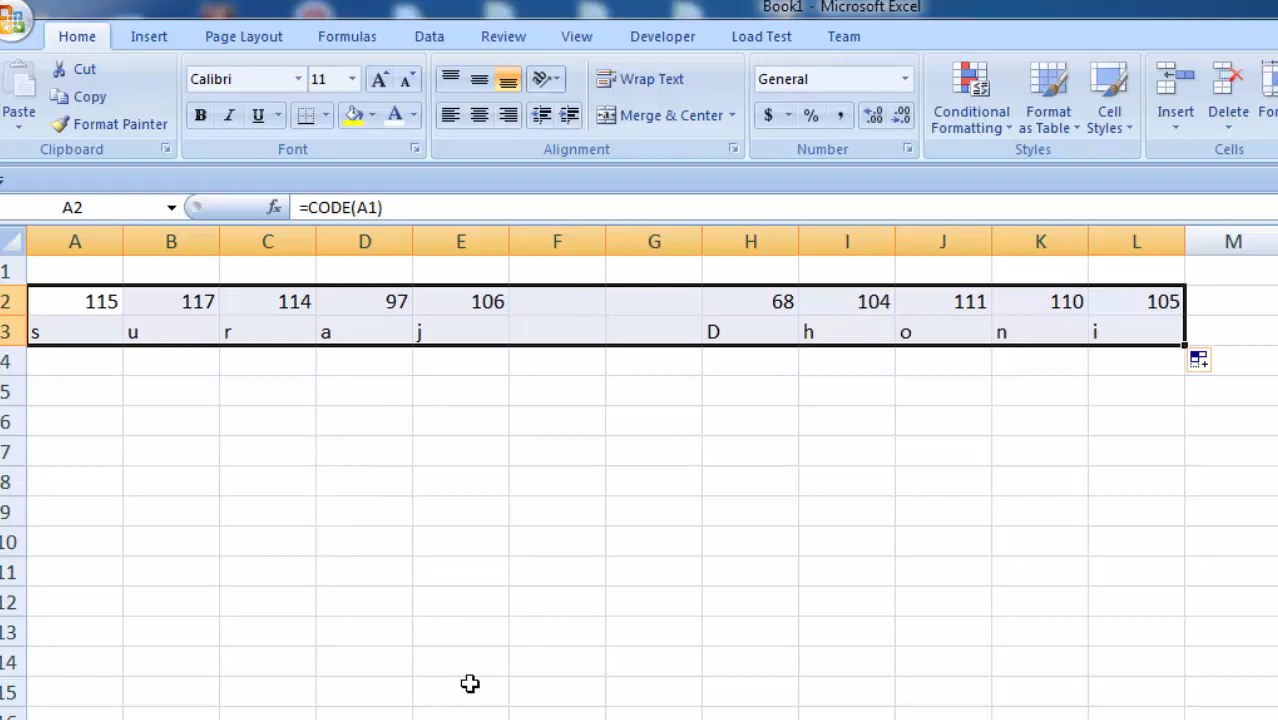 Book1 - Microsoft Excel
Home Insert Page Layout Formulas Data Review View Developer Load Test Team
Cut
Copy
Format Painter
Paste
Clipboard
Calibri 11
B I U
Font
Wrap Text
Merge & Center
Alignment
General
$ % ,
Number
Conditional Formatting
Format as Table
Cell Styles
Styles
Insert Delete
Cells
A2 fx =CODE(A1)
A B C D E F G H I J K L M
1
2 115 117 114 97 106 68 104 111 110 105
3 s u r a j D h o n i
4
5
6
7
8
9
10
11
12
13
14
15